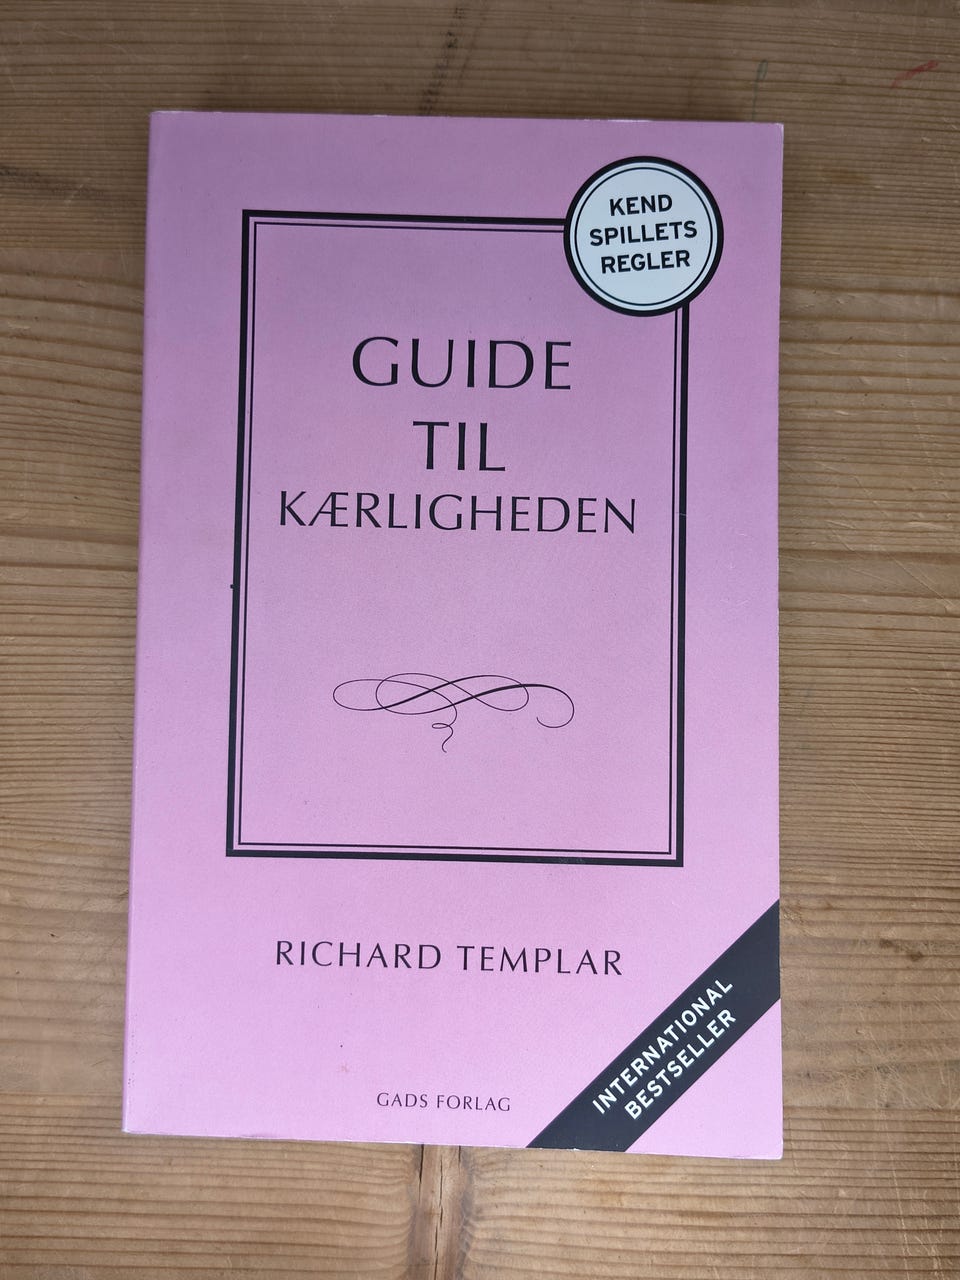 KEND
SPILLETS
REGLER
GUIDE
TIL
KÆRLIGHEDEN
RICHARD TEMPLAR
INTERNATIONAL
BESTSELLER
GADS FORLAG